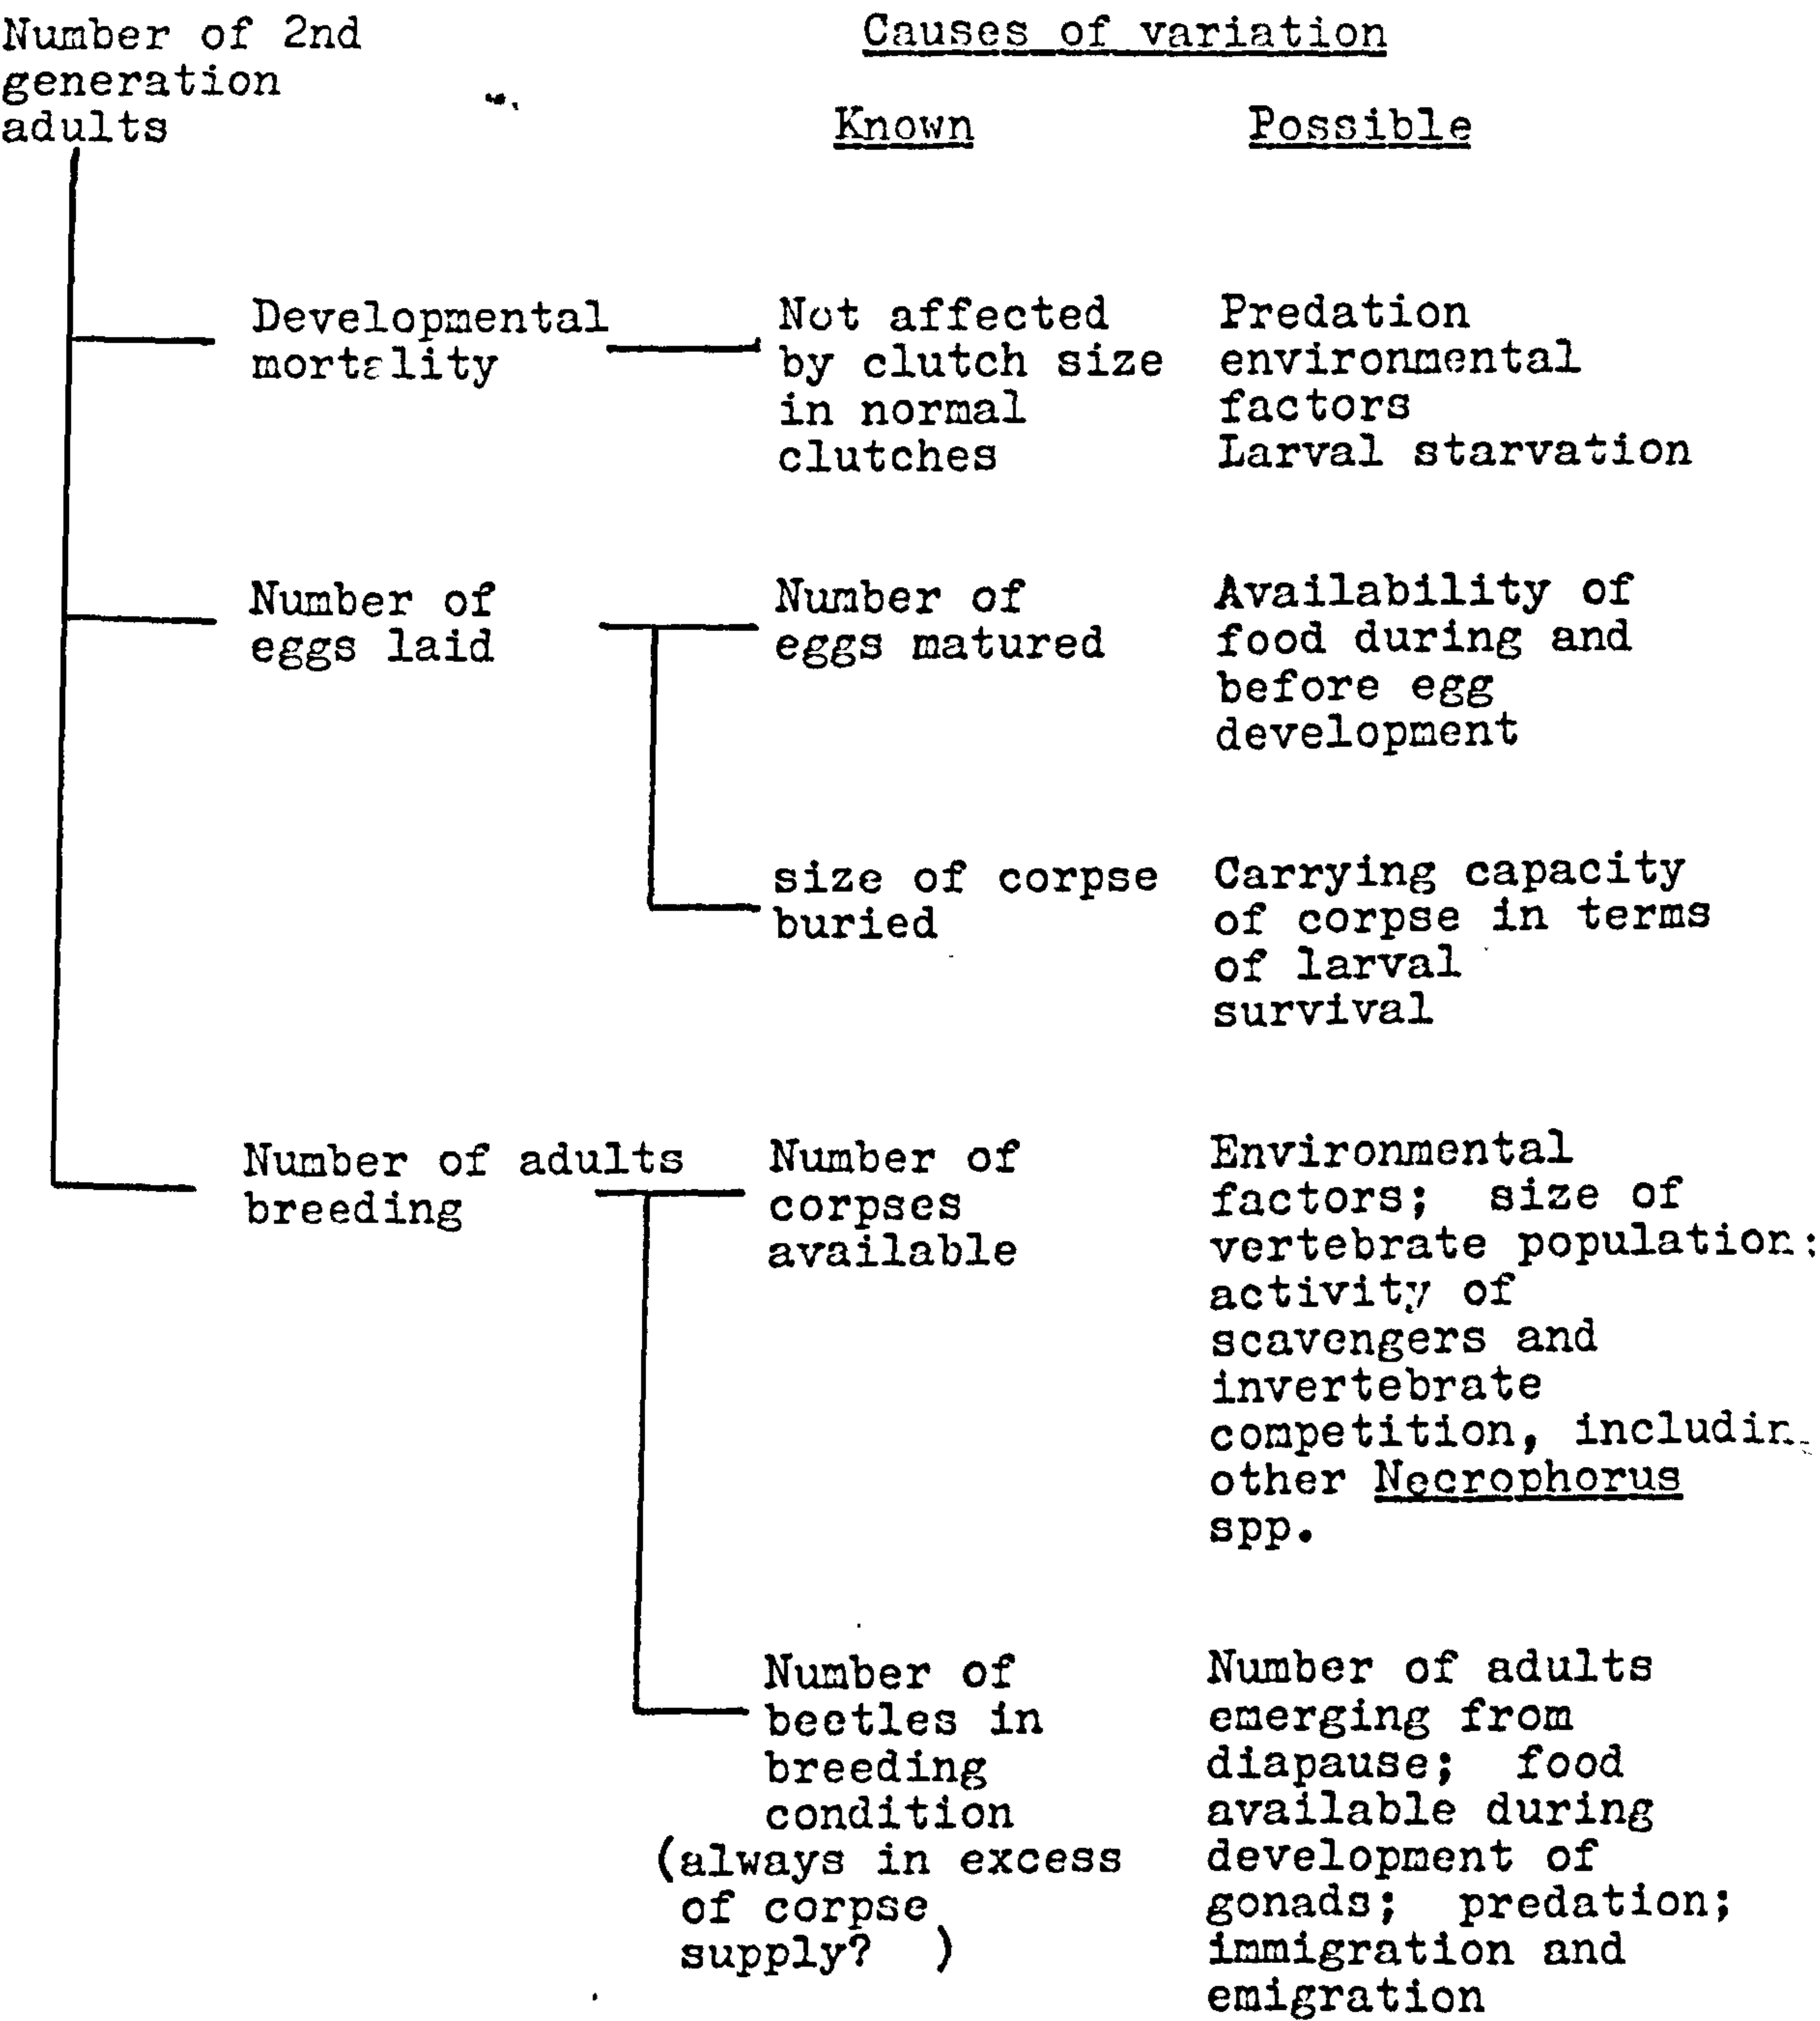 Number of 2nd
generation
adults
Causes of variation
Known
Possible
Developmental
mortality
Not affected
by clutch size
in normal
clutches
Predation
environmental
factors
Larval starvation
Number of
eggs laid
Number of
eggs matured
Availability of
food during and
before egg
development
size of corpse
buried
Carrying capacity
of corpse in terms
of larval
survival
Number of adults
breeding
Number of
corpses
available
Environmental
factors; size of
vertebrate population:
activity of
scavengers and
invertebrate
competition,
other Necrophorus
spp.
Number of
beetles in
breeding
condition
(always in excess
of corpse
supply? )
Number of adults
emerging from
diapause; food
available during
development of
gonads; predation;
immigration and
emigration